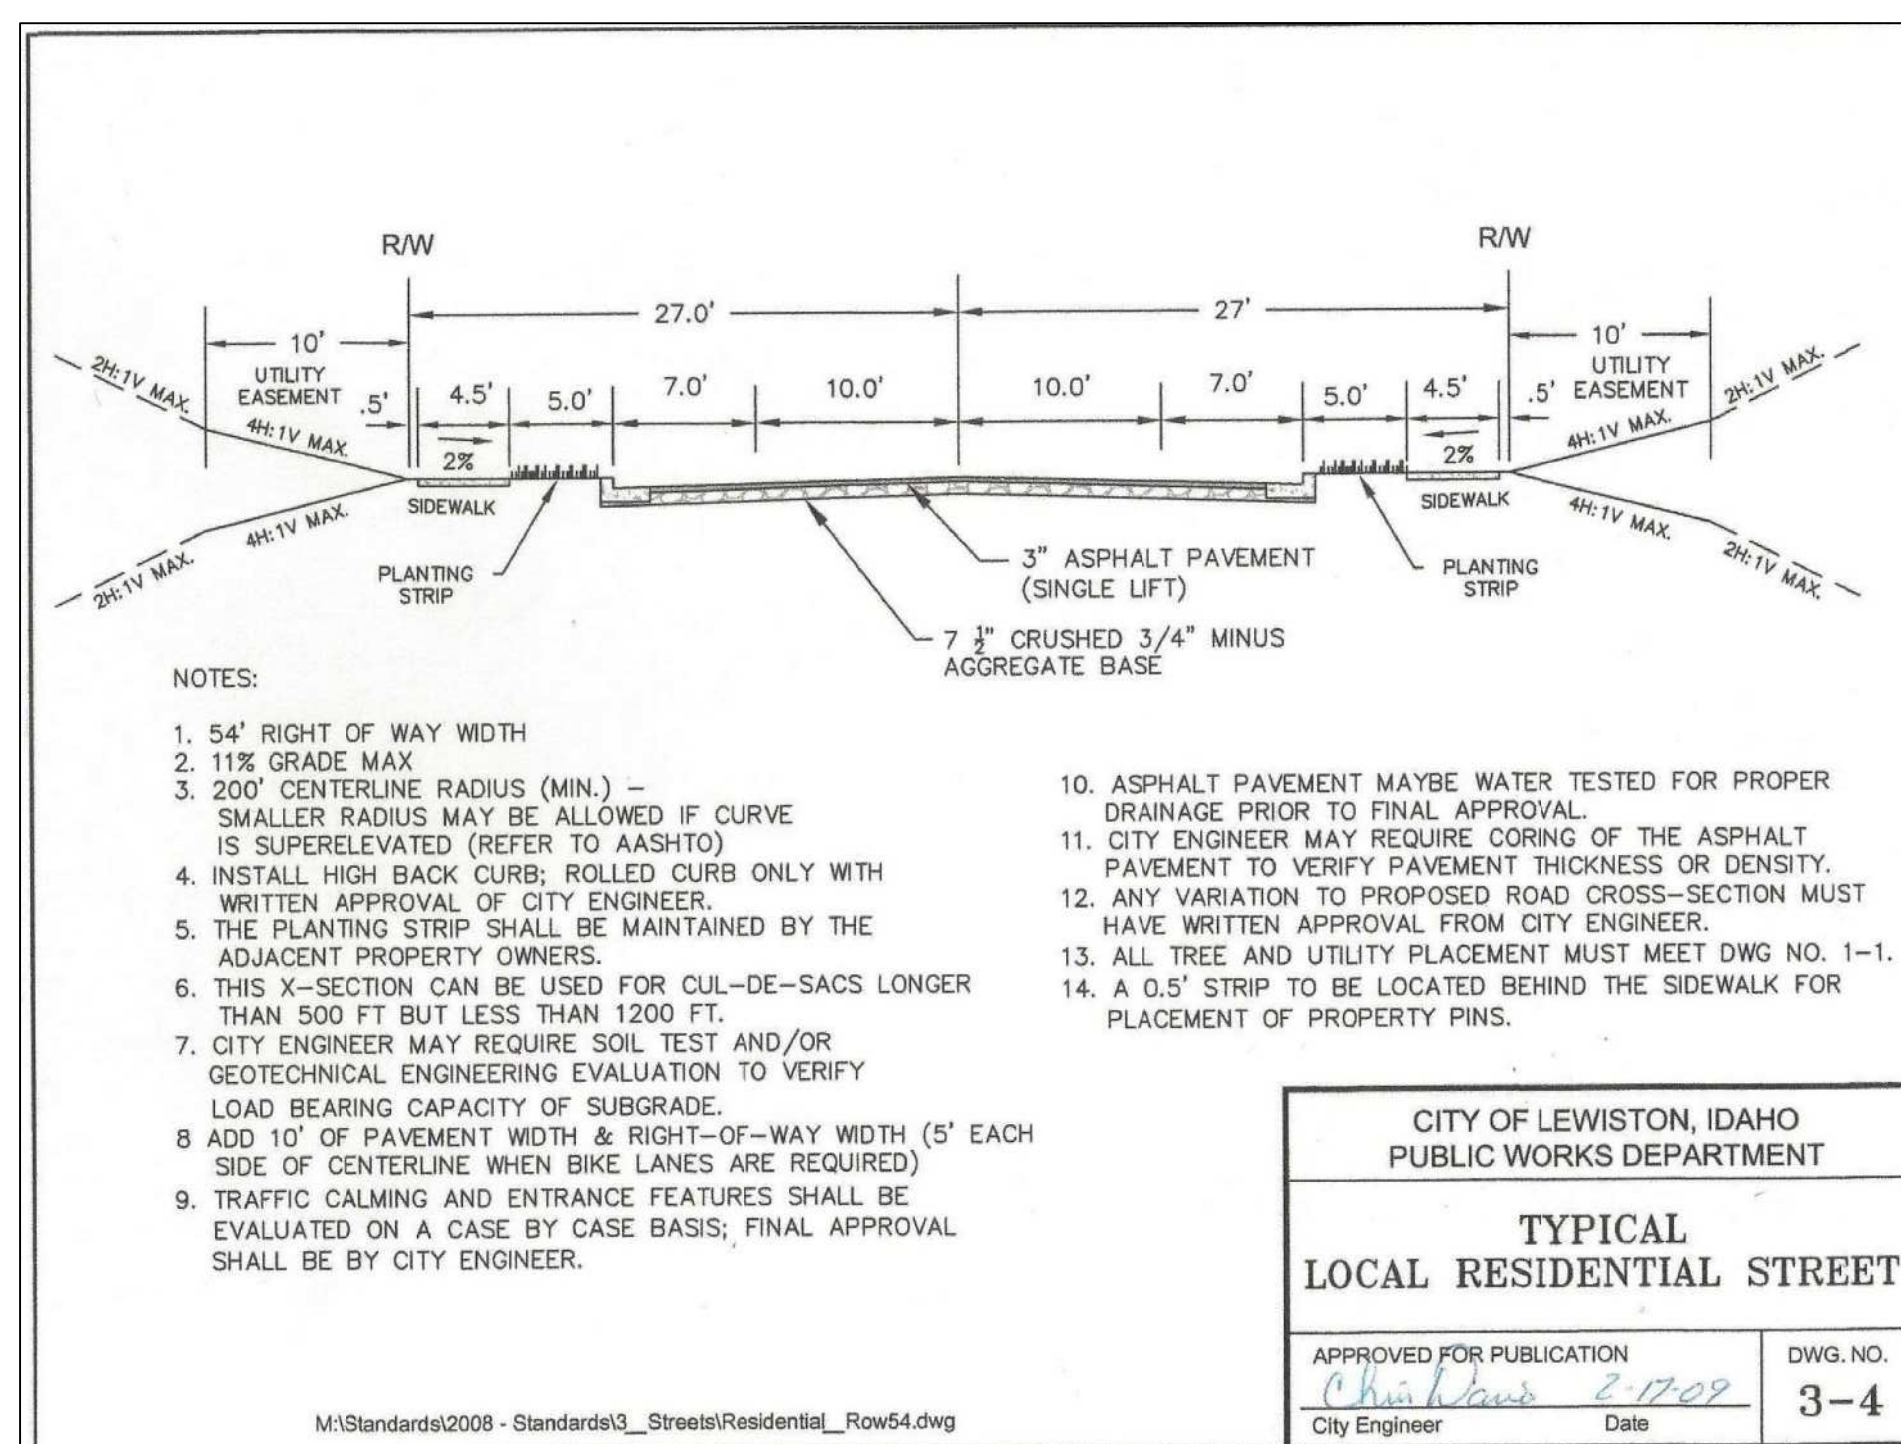 R/W
R/W
27.0'
27'
10'
UTILITY
EASEMENT
.5'
4.5'
5.0'
7.0'
10.0'
10.0'
7.0'
5.0'
4.5'
.5'
10'
UTILITY
EASEMENT
2H:1V MAX.
4H:1V MAX.
2%
2%
4H:1V MAX.
2H:1V MAX.
SIDEWALK
SIDEWALK
2H:1V MAX.
4H:1V MAX.
4H:1V MAX.
2H:1V MAX.
PLANTING
STRIP
3" ASPHALT PAVEMENT
(SINGLE LIFT)
PLANTING
STRIP
7 ½" CRUSHED 3/4" MINUS
AGGREGATE BASE
NOTES:
1. 54' RIGHT OF WAY WIDTH
2. 11% GRADE MAX
3. 200' CENTERLINE RADIUS (MIN.) –
SMALLER RADIUS MAY BE ALLOWED IF CURVE
IS SUPERELEVATED (REFER TO AASHTO)
4. INSTALL HIGH BACK CURB; ROLLED CURB ONLY WITH
WRITTEN APPROVAL OF CITY ENGINEER.
5. THE PLANTING STRIP SHALL BE MAINTAINED BY THE
ADJACENT PROPERTY OWNERS.
6. THIS X-SECTION CAN BE USED FOR CUL-DE-SACS LONGER
THAN 500 FT BUT LESS THAN 1200 FT.
7. CITY ENGINEER MAY REQUIRE SOIL TEST AND/OR
GEOTECHNICAL ENGINEERING EVALUATION TO VERIFY
LOAD BEARING CAPACITY OF SUBGRADE.
8 ADD 10' OF PAVEMENT WIDTH & RIGHT-OF-WAY WIDTH (5' EACH
SIDE OF CENTERLINE WHEN BIKE LANES ARE REQUIRED)
9. TRAFFIC CALMING AND ENTRANCE FEATURES SHALL BE
EVALUATED ON A CASE BY CASE BASIS; FINAL APPROVAL
SHALL BE BY CITY ENGINEER.
10. ASPHALT PAVEMENT MAYBE WATER TESTED FOR PROPER
DRAINAGE PRIOR TO FINAL APPROVAL.
11. CITY ENGINEER MAY REQUIRE CORING OF THE ASPHALT
PAVEMENT TO VERIFY PAVEMENT THICKNESS OR DENSITY.
12. ANY VARIATION TO PROPOSED ROAD CROSS-SECTION MUST
HAVE WRITTEN APPROVAL FROM CITY ENGINEER.
13. ALL TREE AND UTILITY PLACEMENT MUST MEET DWG NO. 1-1.
14. A 0.5' STRIP TO BE LOCATED BEHIND THE SIDEWALK FOR
PLACEMENT OF PROPERTY PINS.
CITY OF LEWISTON, IDAHO
PUBLIC WORKS DEPARTMENT
TYPICAL
LOCAL RESIDENTIAL STREET
APPROVED FOR PUBLICATION
Chris Davis 2-17-09
City Engineer Date
DWG. NO.
3-4
M:\Standards\2008 - Standards\3__Streets\Residential__Row54.dwg